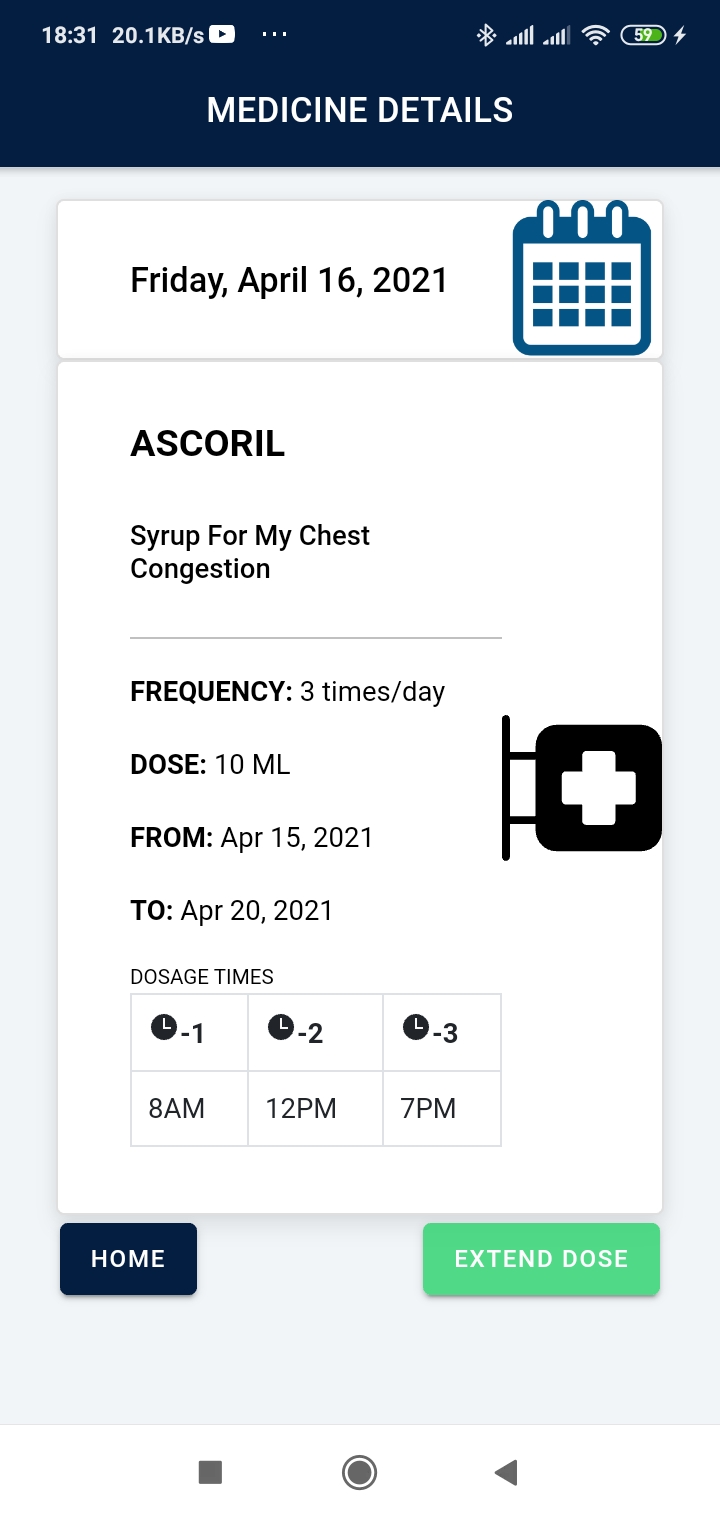 18:31 20.1KB/s ... 59
MEDICINE DETAILS
Friday, April 16, 2021
ASCORIL
Syrup For My Chest
Congestion
FREQUENCY: 3 times/day
DOSE: 10 ML
FROM: Apr 15, 2021
TO: Apr 20, 2021
DOSAGE TIMES
-1 -2 -3
8AM 12PM 7PM
HOME EXTEND DOSE